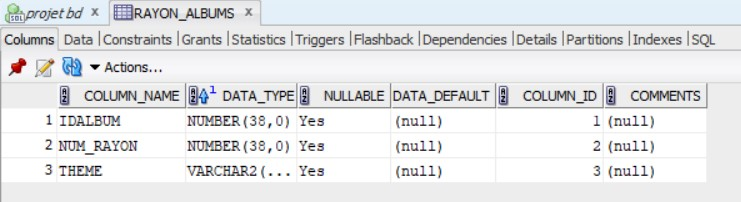 projet bd x RAYON_ALBUMS x
Columns Data Constraints Grants Statistics Triggers Flashback Dependencies Details Partitions Indexes SQL
Actions...
COLUMN_NAME 1 DATA_TYPE NULLABLE DATA_DEFAULT COLUMN_ID COMMENTS
1 IDALBUM NUMBER(38,0) Yes (null) 1 (null)
2 NUM_RAYON NUMBER(38,0) Yes (null) 2 (null)
3 THEME VARCHAR2(... Yes (null) 3 (null)